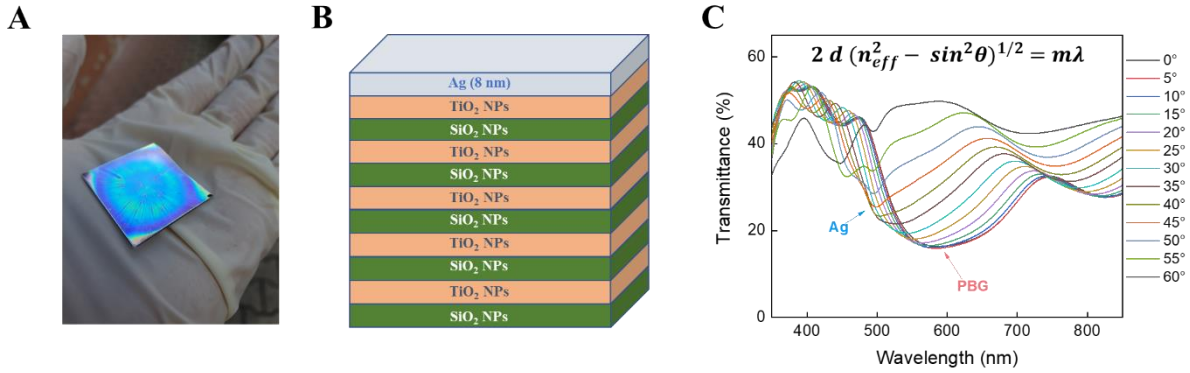 A
B
Ag (8 nm)
TiO₂ NPs
SiO₂ NPs
TiO₂ NPs
SiO₂ NPs
TiO₂ NPs
SiO₂ NPs
TiO₂ NPs
SiO₂ NPs
TiO₂ NPs
SiO₂ NPs
C
2 d (n²eff − sin²θ)¹/² = mλ
Transmittance (%)
60
40
20
0
400 500 600 700 800
Wavelength (nm)
Ag
PBG
0°
5°
10°
15°
20°
25°
30°
35°
40°
45°
50°
55°
60°